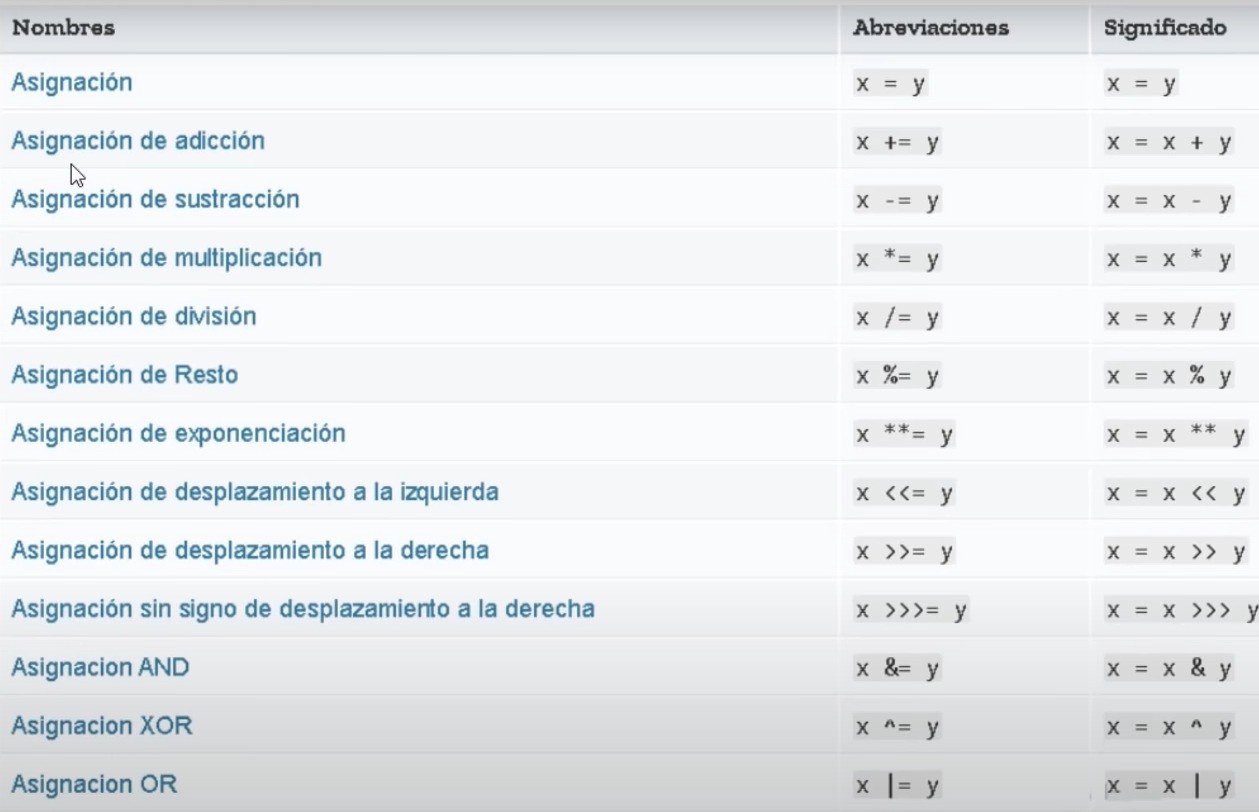 Nombres Abreviaciones Significado
Asignación x = y x = y
Asignación de adicción x += y x = x + y
Asignación de sustracción x -= y x = x - y
Asignación de multiplicación x *= y x = x * y
Asignación de división x /= y x = x / y
Asignación de Resto x %= y x = x % y
Asignación de exponenciación x **= y x = x ** y
Asignación de desplazamiento a la izquierda x <<= y x = x << y
Asignación de desplazamiento a la derecha x >>= y x = x >> y
Asignación sin signo de desplazamiento a la derecha x >>>= y x = x >>> y
Asignacion AND x &= y x = x & y
Asignacion XOR x ^= y x = x ^ y
Asignacion OR x |= y x = x | y